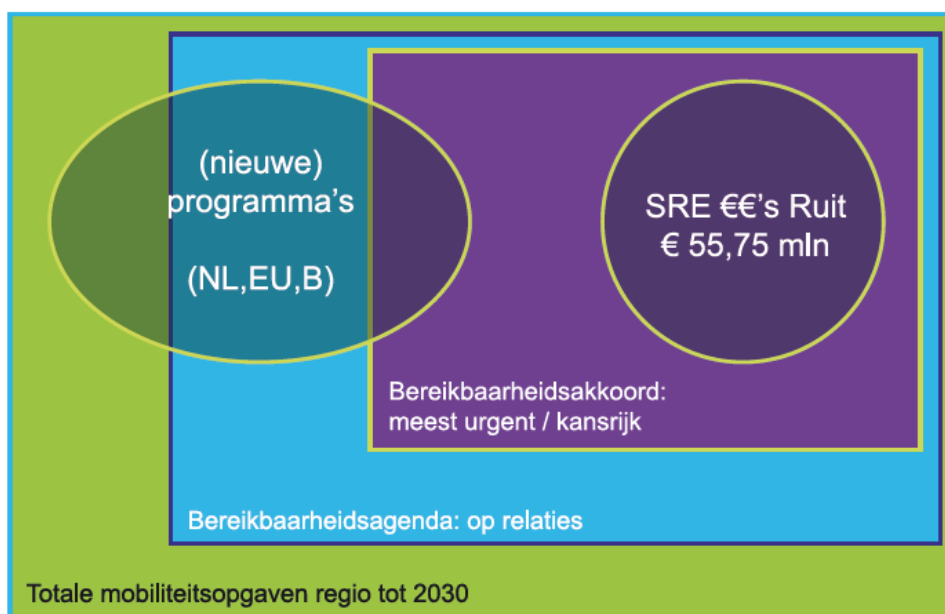 (nieuwe)
programma's
(NL,EU,B)
SRE €€'s Ruit
€ 55,75 mln
Bereikbaarheidsakkoord:
meest urgent / kansrijk
Bereikbaarheidsagenda: op relaties
Totale mobiliteitsopgaven regio tot 2030